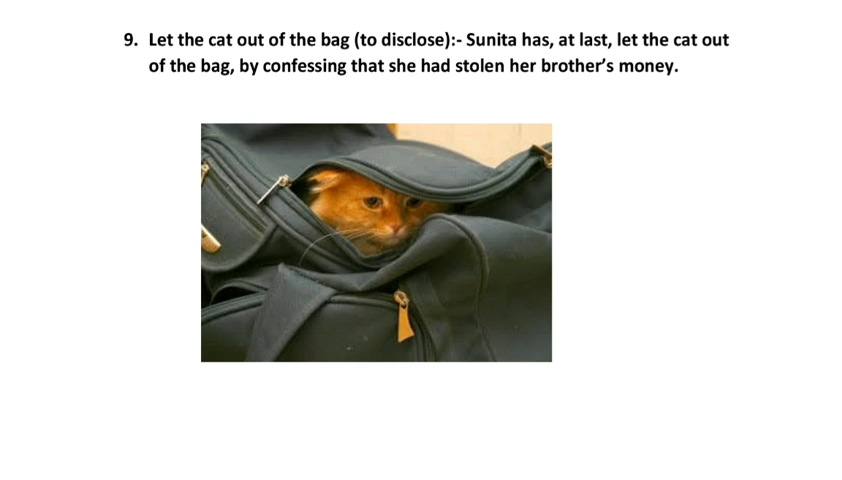 9. Let the cat out of the bag (to disclose):- Sunita has, at last, let the cat out
of the bag, by confessing that she had stolen her brother’s money.